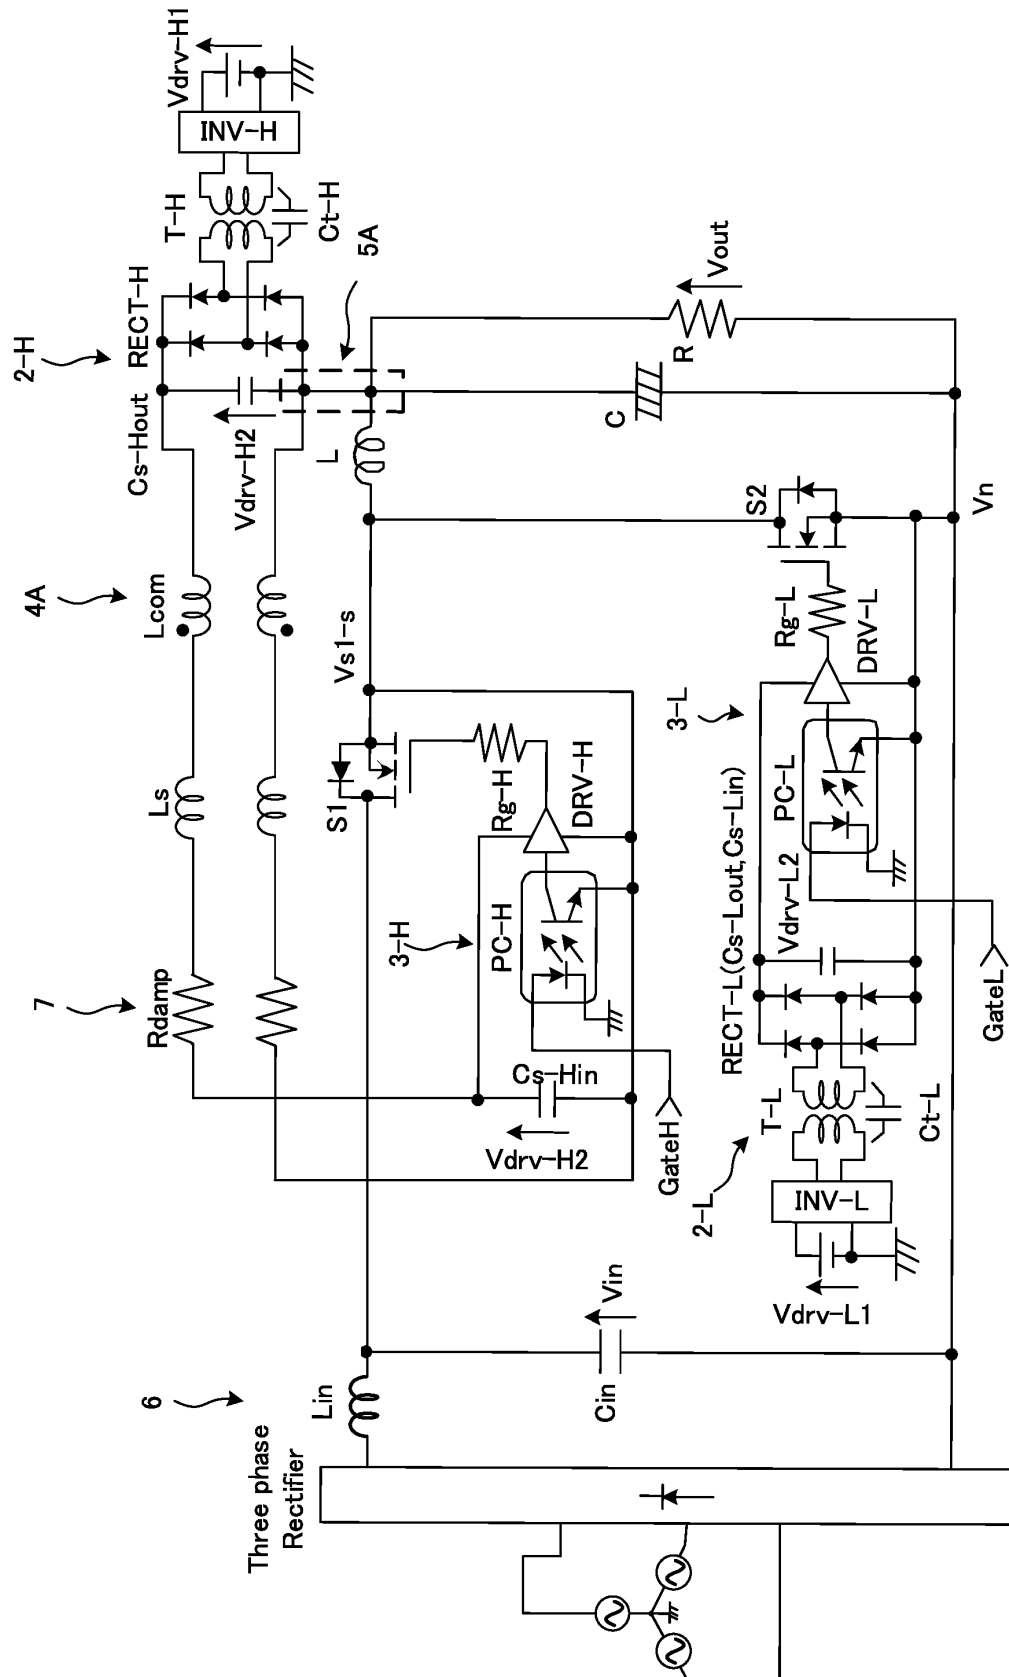 Three phase
Rectifier
6
Lin
Cin
Vin
7
Rdamp
Ls
4A
Lcom
Cs-Hout
Vdrv-H2
2-H
RECT-H
T-H
Ct-H
INV-H
Vdrv-H1
5A
L
S1
Vs1-s
3-H
PC-H
Rg-H
DRV-H
Cs-Hin
Vdrv-H2
GateH
C
R
Vout
S2
Vn
3-L
PC-L
Rg-L
DRV-L
RECT-L(Cs-Lout,Cs-Lin)
Vdrv-L2
GateL
2-L
T-L
Ct-L
INV-L
Vdrv-L1